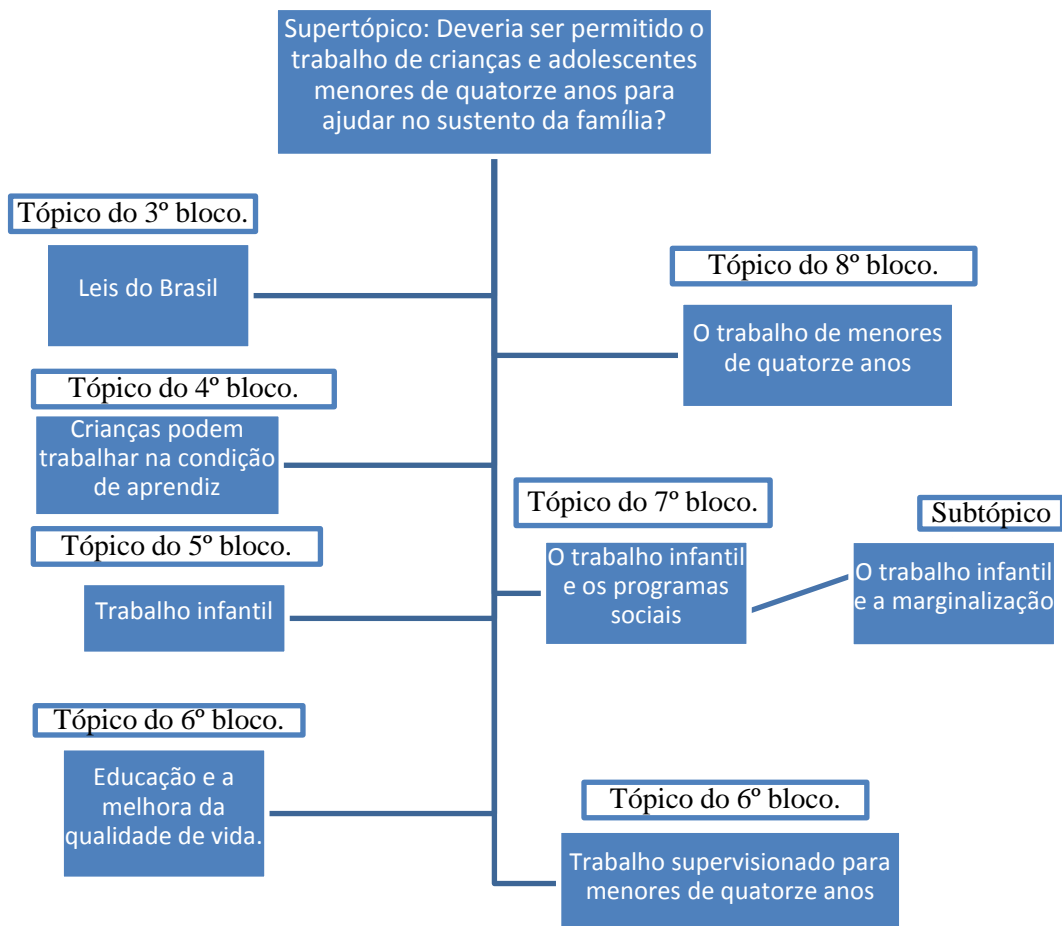 Supertópico: Deveria ser permitido o
trabalho de crianças e adolescentes
menores de quatorze anos para
ajudar no sustento da família?
Tópico do 3º bloco.
Leis do Brasil
Tópico do 8º bloco.
O trabalho de menores
de quatorze anos
Tópico do 4º bloco.
Crianças podem
trabalhar na condição
de aprendiz
Tópico do 7º bloco.
Subtópico
Tópico do 5º bloco.
O trabalho infantil
e os programas
sociais
O trabalho infantil
e a marginalização
Trabalho infantil
Tópico do 6º bloco.
Educação e a
melhora da
qualidade de vida.
Tópico do 6º bloco.
Trabalho supervisionado para
menores de quatorze anos